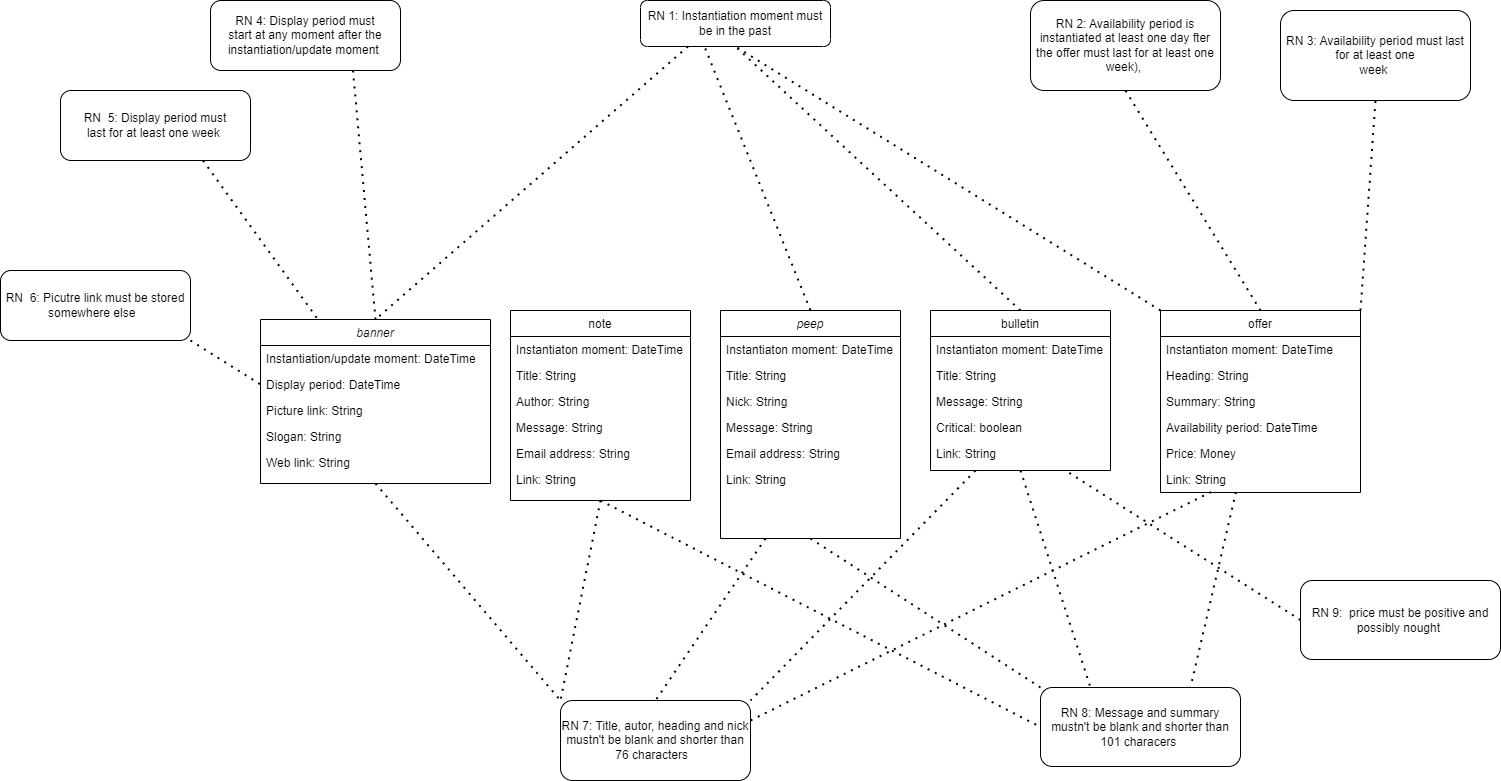 RN 4: Display period must
start at any moment after the
instantiation/update moment
RN 1: Instantiation moment must
be in the past
RN 2: Availability period is
instantiated at least one day fter
the offer must last for at least one
week),
RN 3: Availability period must last
for at least one
week
RN 5: Display period must
last for at least one week
RN 6: Picutre link must be stored
somewhere else
banner
Instantiation/update moment: DateTime
Display period: DateTime
Picture link: String
Slogan: String
Web link: String
note
Instantiaton moment: DateTime
Title: String
Author: String
Message: String
Email address: String
Link: String
peep
Instantiaton moment: DateTime
Title: String
Nick: String
Message: String
Email address: String
Link: String
bulletin
Instantiaton moment: DateTime
Title: String
Message: String
Critical: boolean
Link: String
offer
Instantiaton moment: DateTime
Heading: String
Summary: String
Availability period: DateTime
Price: Money
Link: String
RN 9: price must be positive and
possibly nought
RN 7: Title, autor, heading and nick
mustn't be blank and shorter than
76 characters
RN 8: Message and summary
mustn't be blank and shorter than
101 characers